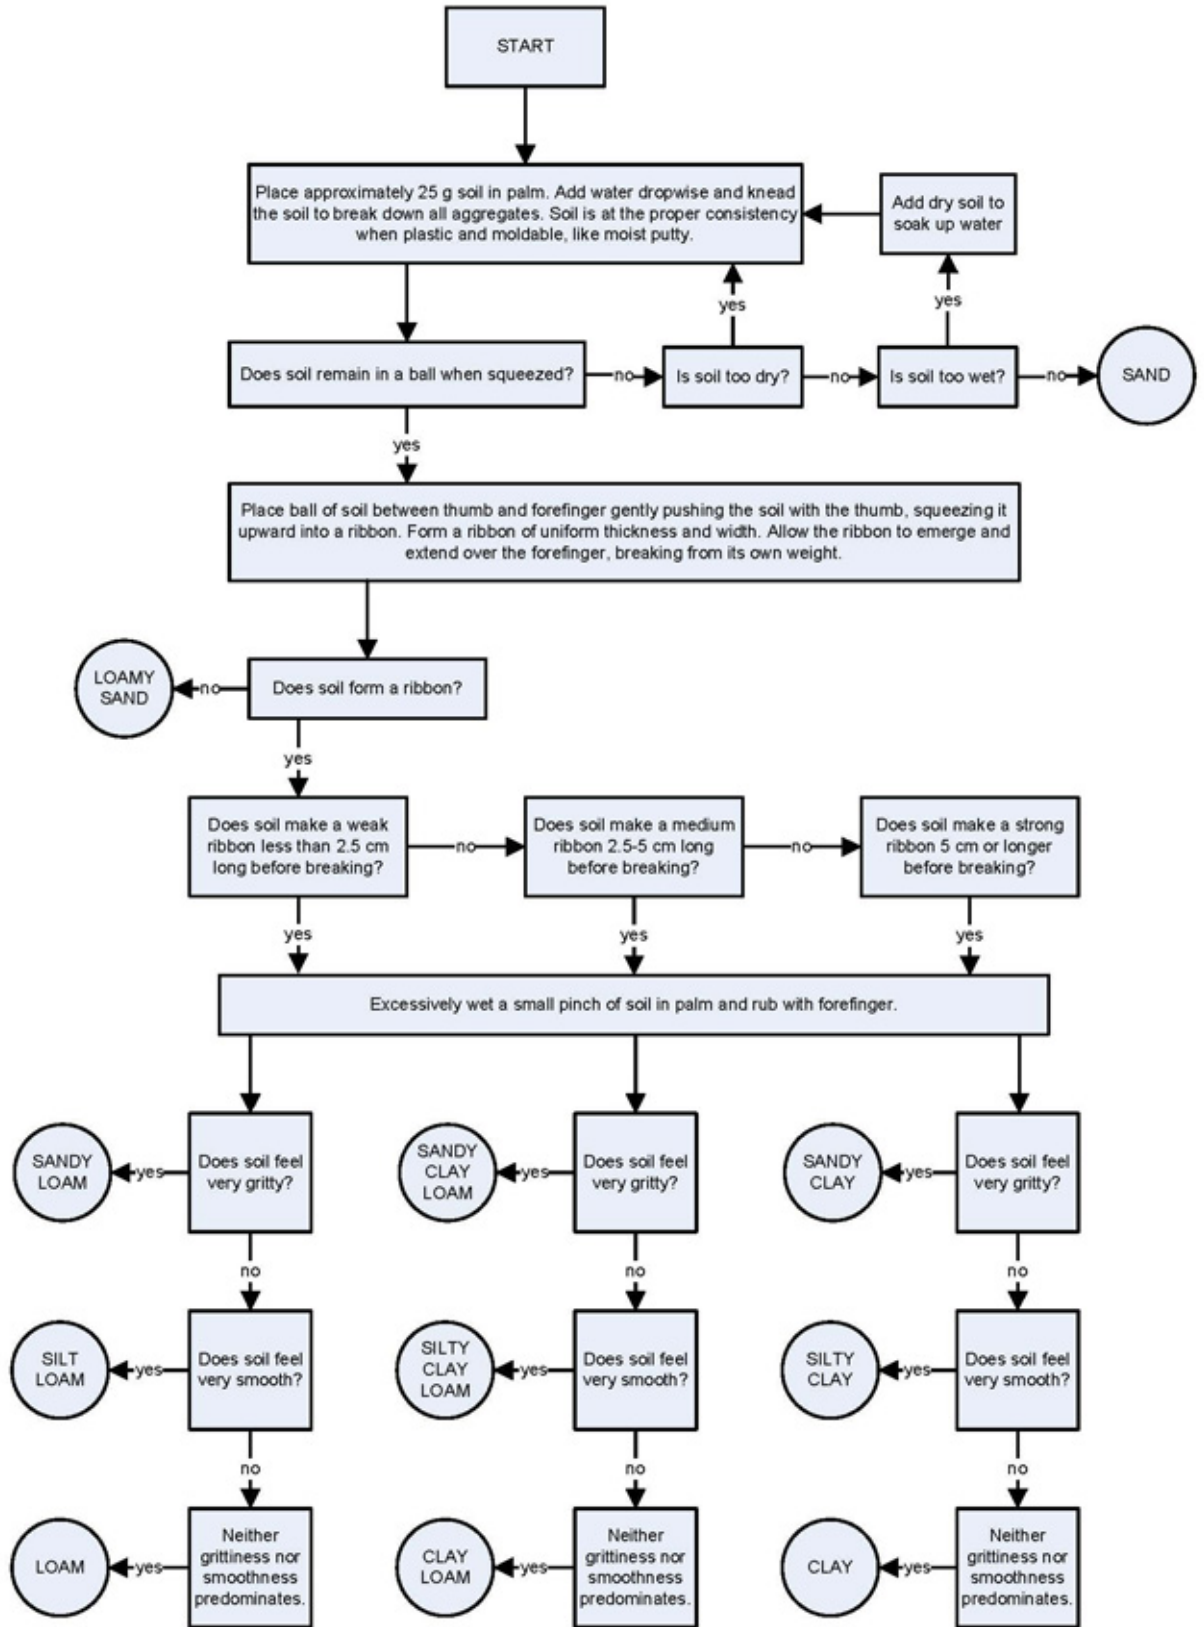 START
Place approximately 25 g soil in palm. Add water dropwise and knead
the soil to break down all aggregates. Soil is at the proper consistency
when plastic and moldable, like moist putty.
Add dry soil to
soak up water
yes
yes
Does soil remain in a ball when squeezed?
no
Is soil too dry?
no
Is soil too wet?
no
SAND
yes
Place ball of soil between thumb and forefinger gently pushing the soil with the thumb, squeezing it
upward into a ribbon. Form a ribbon of uniform thickness and width. Allow the ribbon to emerge and
extend over the forefinger, breaking from its own weight.
LOAMY
SAND
no
Does soil form a ribbon?
yes
Does soil make a weak
ribbon less than 2.5 cm
long before breaking?
no
Does soil make a medium
ribbon 2.5-5 cm long
before breaking?
no
Does soil make a strong
ribbon 5 cm or longer
before breaking?
yes
yes
yes
Excessively wet a small pinch of soil in palm and rub with forefinger.
SANDY
LOAM
yes
Does soil feel
very gritty?
SANDY
CLAY
LOAM
yes
Does soil feel
very gritty?
SANDY
CLAY
yes
Does soil feel
very gritty?
no
no
no
SILT
LOAM
yes
Does soil feel
very smooth?
SILTY
CLAY
LOAM
yes
Does soil feel
very smooth?
SILTY
CLAY
yes
Does soil feel
very smooth?
no
no
no
LOAM
yes
Neither
grittiness nor
smoothness
predominates.
CLAY
LOAM
yes
Neither
grittiness nor
smoothness
predominates.
CLAY
yes
Neither
grittiness nor
smoothness
predominates.